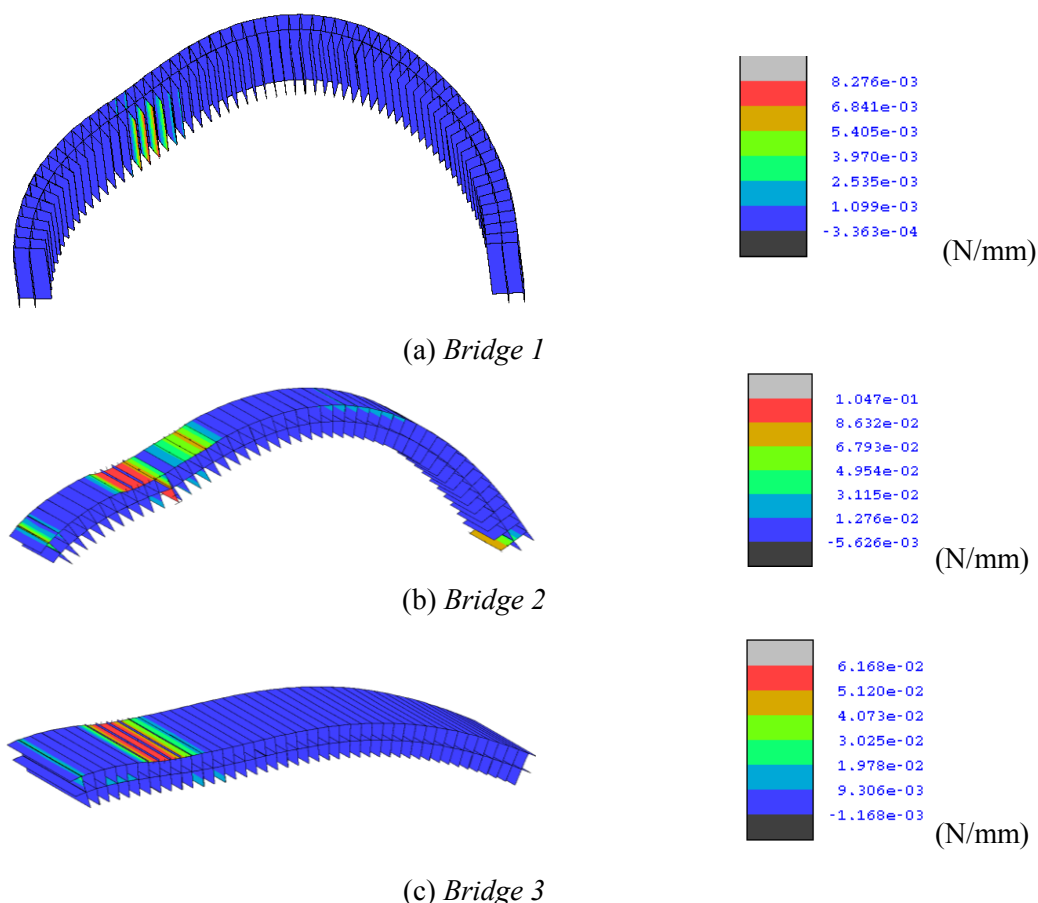 8.276e-03
6.841e-03
5.405e-03
3.970e-03
2.535e-03
1.099e-03
-3.363e-04
(N/mm)
(a) Bridge 1
1.047e-01
8.632e-02
6.793e-02
4.954e-02
3.115e-02
1.276e-02
-5.626e-03
(N/mm)
(b) Bridge 2
6.168e-02
5.120e-02
4.073e-02
3.025e-02
1.978e-02
9.306e-03
-1.168e-03
(N/mm)
(c) Bridge 3